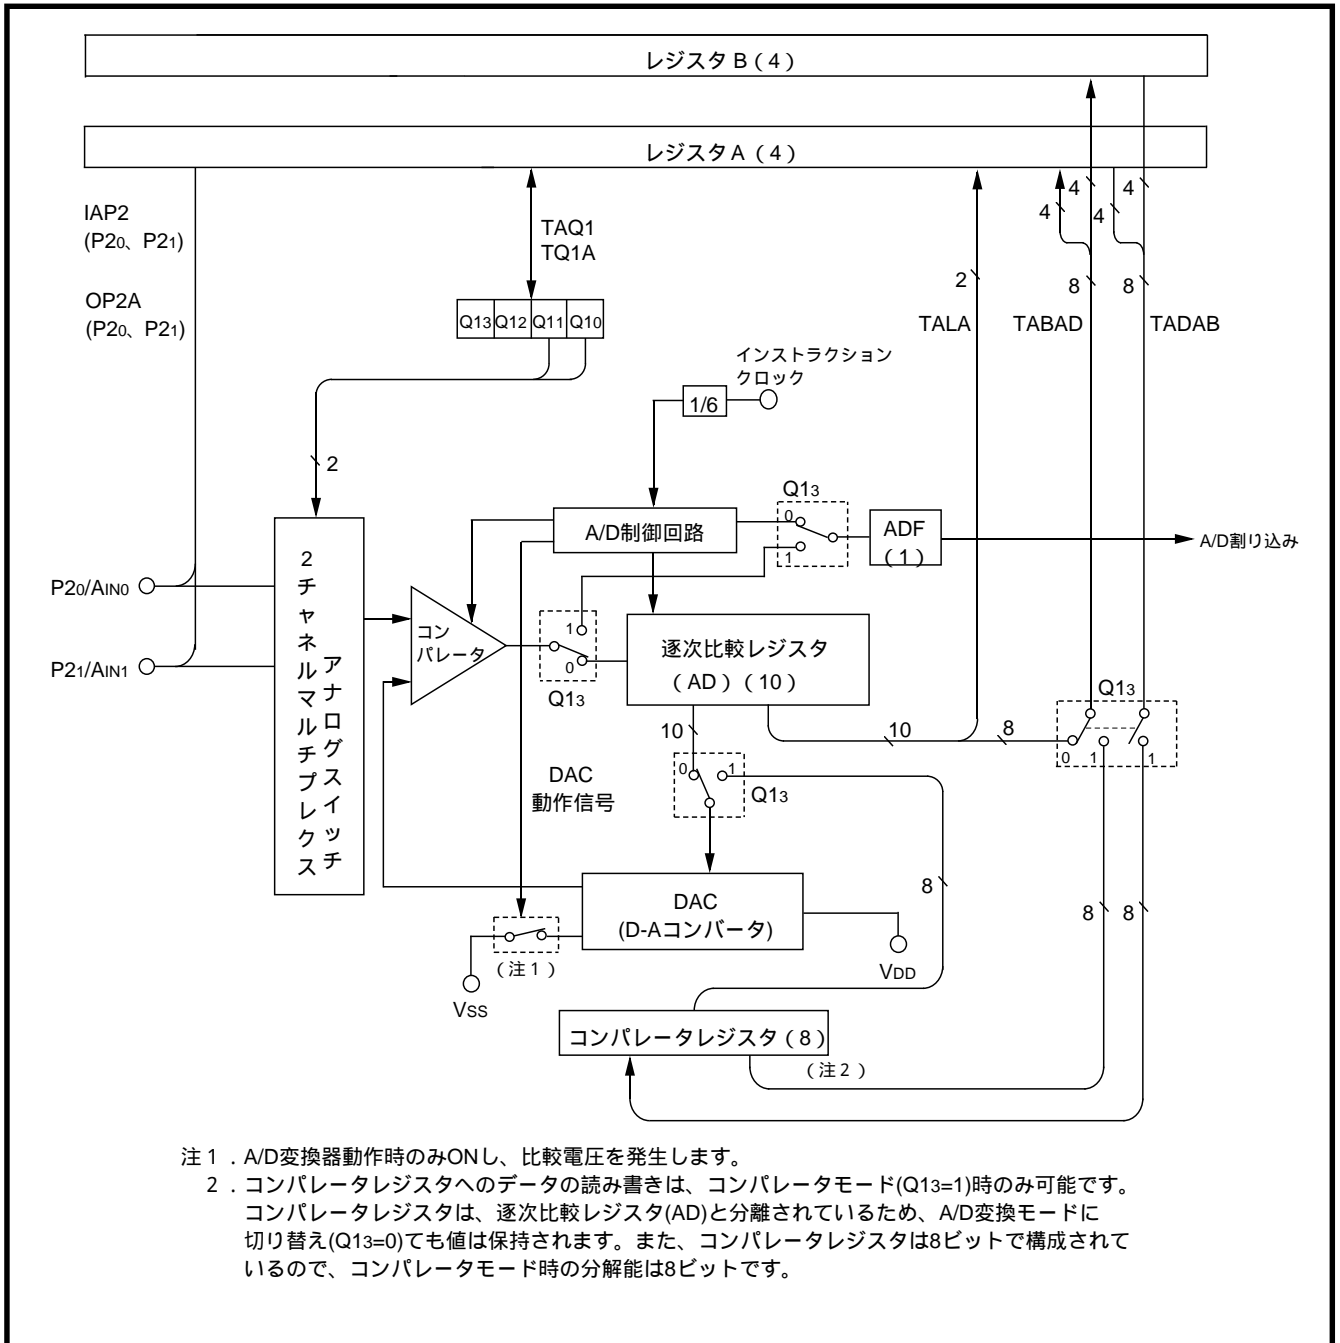 レジスタB（4）
レジスタA（4）
IAP2
(P20、P21)
OP2A
(P20、P21)
TAQ1
TQ1A
Q13 Q12 Q11 Q10
4
4
4
4
2
8
8
TALA
TABAD
TADAB
インストラクション
クロック
1/6
2
Q13
0
1
A/D制御回路
ADF
（1）
A/D割り込み
2チャネルマルチプレクス
アナログスイッチ
P20/AIN0
P21/AIN1
コン
パレータ
1
0
Q13
逐次比較レジスタ
（AD）（10）
Q13
0
1
1
10
10
8
DAC
動作信号
0
1
Q13
DAC
(D-Aコンバータ)
8
8
8
（注1）
VSS
VDD
コンパレータレジスタ（8）
（注2）
注1．A/D変換器動作時のみONし、比較電圧を発生します。
2．コンパレータレジスタへのデータの読み書きは、コンパレータモード(Q13=1)時のみ可能です。
コンパレータレジスタは、逐次比較レジスタ(AD)と分離されているため、A/D変換モードに
切り替え(Q13=0)ても値は保持されます。また、コンパレータレジスタは8ビットで構成されて
いるので、コンパレータモード時の分解能は8ビットです。